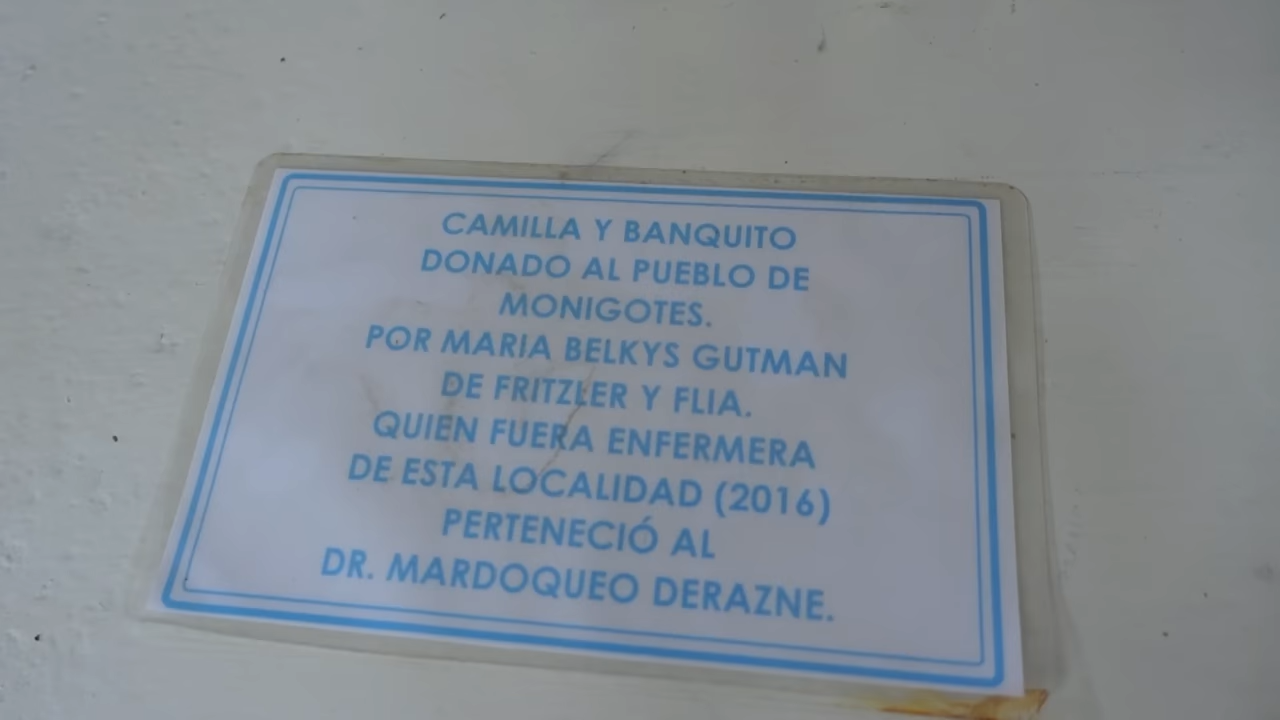 CAMILLA Y BANQUITO
DONADO AL PUEBLO DE
MONIGOTES.
POR MARIA BELKYS GUTMAN
DE FRITZLER Y FLIA.
QUIEN FUERA ENFERMERA
DE ESTA LOCALIDAD (2016)
PERTENECIÓ AL
DR. MARDOQUEO DERAZNE.